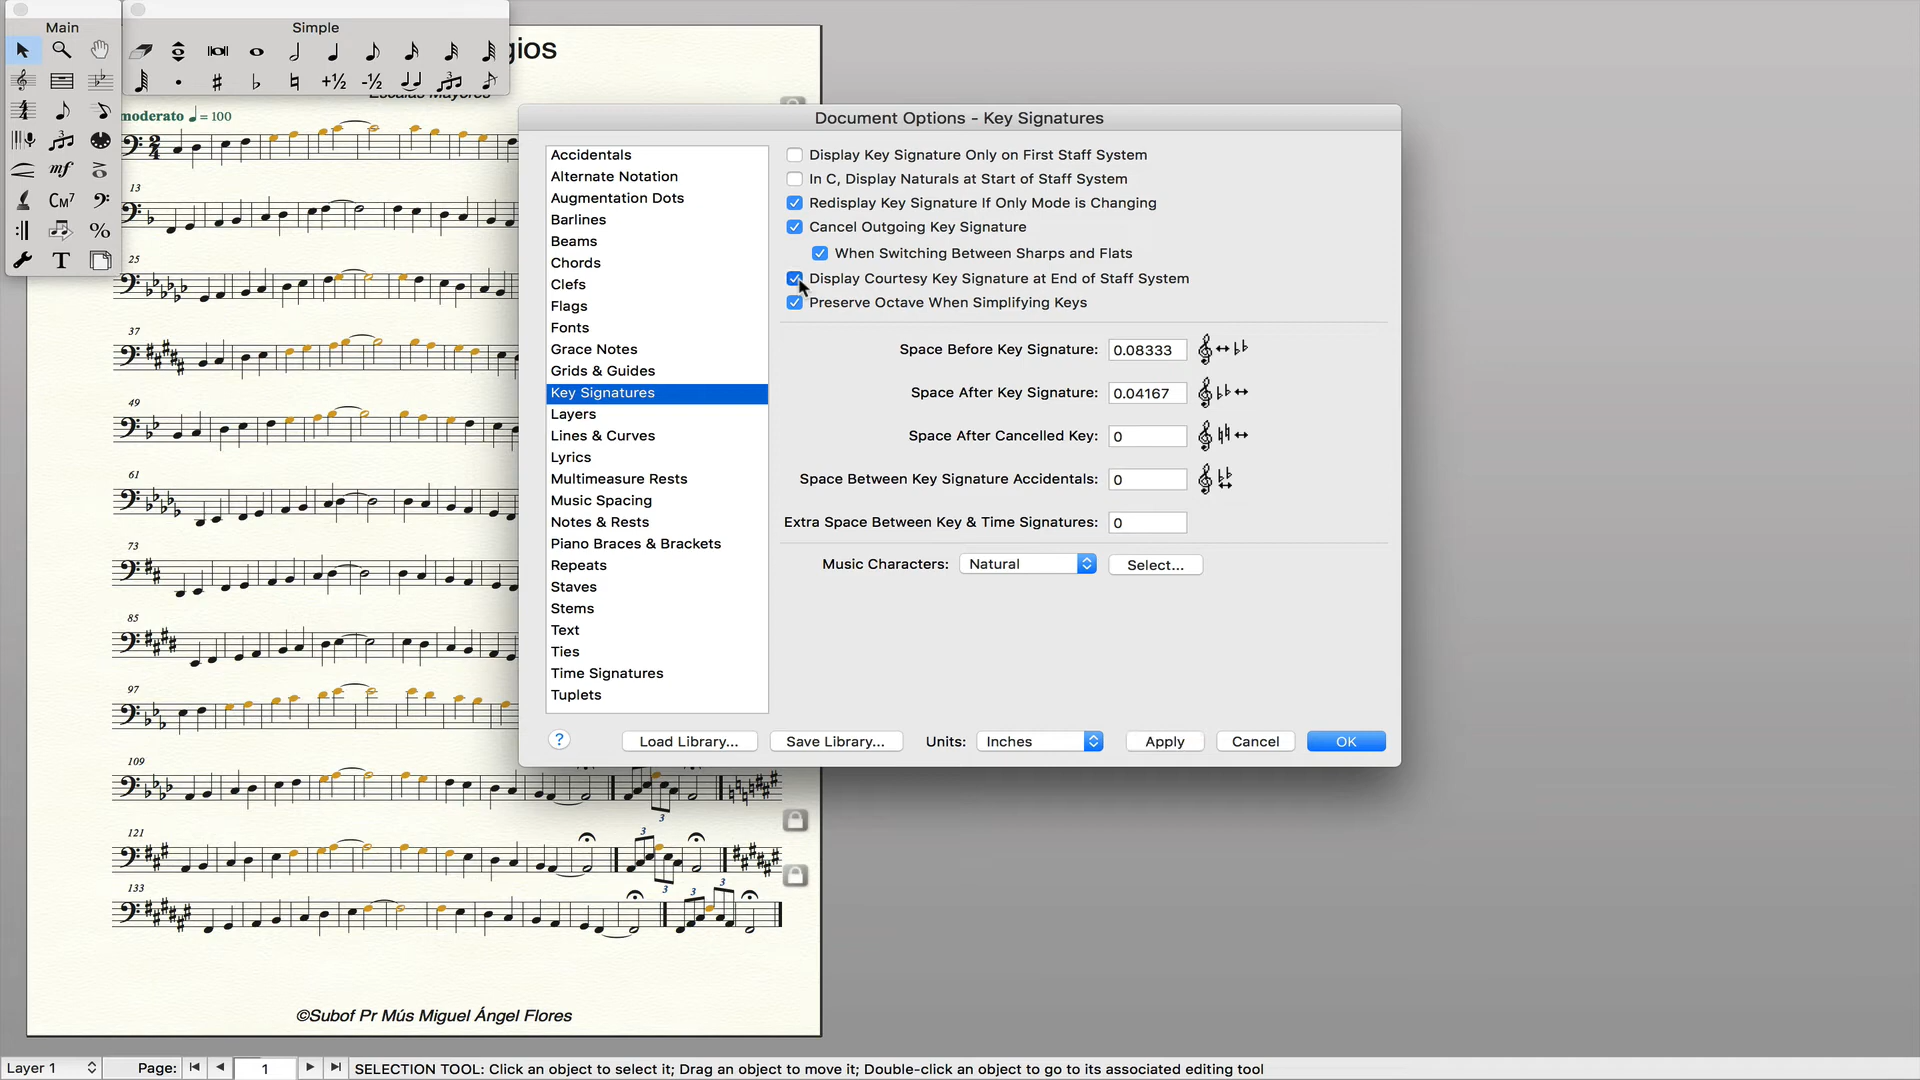 Main
Simple
gios
Escalas Mayores
moderato = 100
13
25
37
49
61
73
85
97
109
121
133
3
3
3
3
3
©Subof Pr Mús Miguel Ángel Flores
Document Options - Key Signatures
Accidentals
Alternate Notation
Augmentation Dots
Barlines
Beams
Chords
Clefs
Flags
Fonts
Grace Notes
Grids & Guides
Key Signatures
Layers
Lines & Curves
Lyrics
Multimeasure Rests
Music Spacing
Notes & Rests
Piano Braces & Brackets
Repeats
Staves
Stems
Text
Ties
Time Signatures
Tuplets
Display Key Signature Only on First Staff System
In C, Display Naturals at Start of Staff System
Redisplay Key Signature If Only Mode is Changing
Cancel Outgoing Key Signature
When Switching Between Sharps and Flats
Display Courtesy Key Signature at End of Staff System
Preserve Octave When Simplifying Keys
Space Before Key Signature: 0.08333
Space After Key Signature: 0.04167
Space After Cancelled Key: 0
Space Between Key Signature Accidentals: 0
Extra Space Between Key & Time Signatures: 0
Music Characters: Natural Select...
? Load Library... Save Library... Units: Inches Apply Cancel OK
Layer 1 Page: 1 SELECTION TOOL: Click an object to select it; Drag an object to move it; Double-click an object to go to its associated editing tool